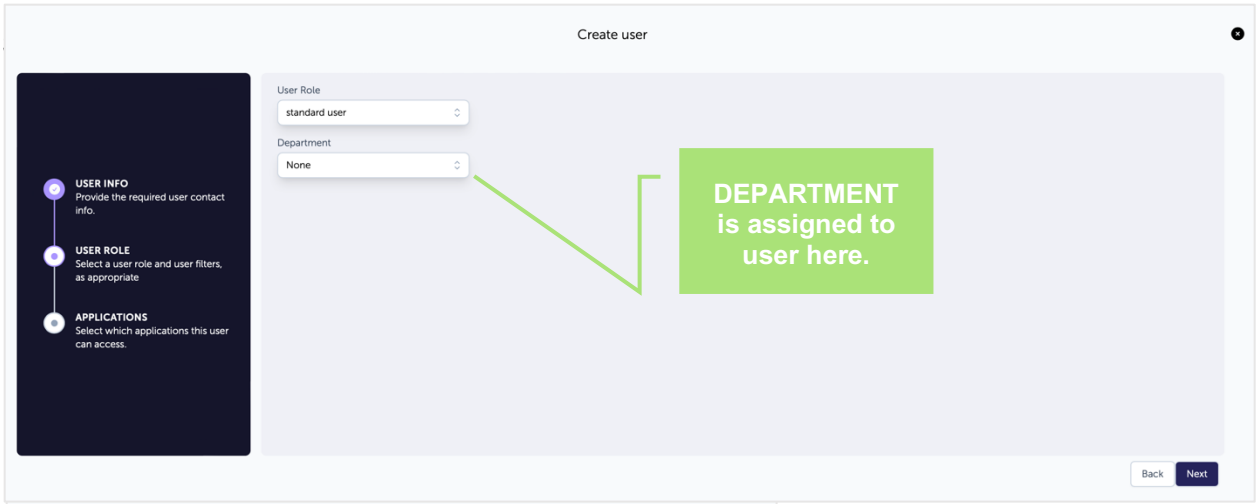 Create user
USER INFO
Provide the required user contact
info.
USER ROLE
Select a user role and user filters,
as appropriate
APPLICATIONS
Select which applications this user
can access.
User Role
standard user
Department
None
DEPARTMENT
is assigned to
user here.
Back
Next